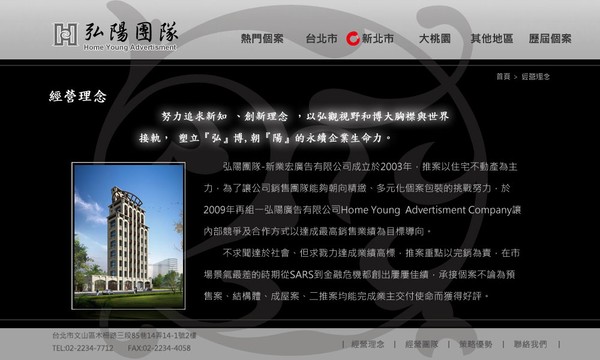 弘陽團隊
Home Young Advertisment
熱門個案 台北市 新北市 大桃園 其他地區 歷屆個案
首頁 > 經營理念
經營理念
努力追求新知 、創新理念 ，以弘觀視野和博大胸襟與世界
接軌， 塑立『弘』博,朝『陽』的永續企業生命力。
弘陽團隊-新業宏廣告有限公司成立於2003年，推案以住宅不動產為主
力，為了讓公司銷售團隊能夠朝向精緻、多元化個案包裝的挑戰努力，於
2009年再組一弘陽廣告有限公司Home Young Advertisment Company讓
內部競爭及合作方式以達成最高銷售業績為目標導向。
不求聞達於社會、但求戮力達成業績高標，推案重點以完銷為責，在市
場景氣最差的時期從SARS到金融危機都創出屢屢佳績，承接個案不論為預
售案、結構體、成屋案、二推案均能完成業主交付使命而獲得好評。
台北市文山區木柵路三段85巷14弄14-1號2樓
TEL:02-2234-7712 FAX:02-2234-4058
| 經營理念 | 經營團隊 | 策略優勢 | 聯絡我們 |